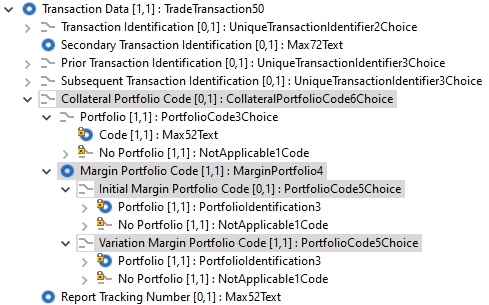 Transaction Data [1,1] : TradeTransaction50
Transaction Identification [0,1] : UniqueTransactionIdentifier2Choice
Secondary Transaction Identification [0,1] : Max72Text
Prior Transaction Identification [0,1] : UniqueTransactionIdentifier3Choice
Subsequent Transaction Identification [0,1] : UniqueTransactionIdentifier3Choice
Collateral Portfolio Code [0,1] : CollateralPortfolioCode6Choice
Portfolio [1,1] : PortfolioCode3Choice
Code [1,1] : Max52Text
No Portfolio [1,1] : NotApplicable1Code
Margin Portfolio Code [1,1] : MarginPortfolio4
Initial Margin Portfolio Code [0,1] : PortfolioCode5Choice
Portfolio [1,1] : PortfolioIdentification3
No Portfolio [1,1] : NotApplicable1Code
Variation Margin Portfolio Code [1,1] : PortfolioCode5Choice
Portfolio [1,1] : PortfolioIdentification3
No Portfolio [1,1] : NotApplicable1Code
Report Tracking Number [0,1] : Max52Text